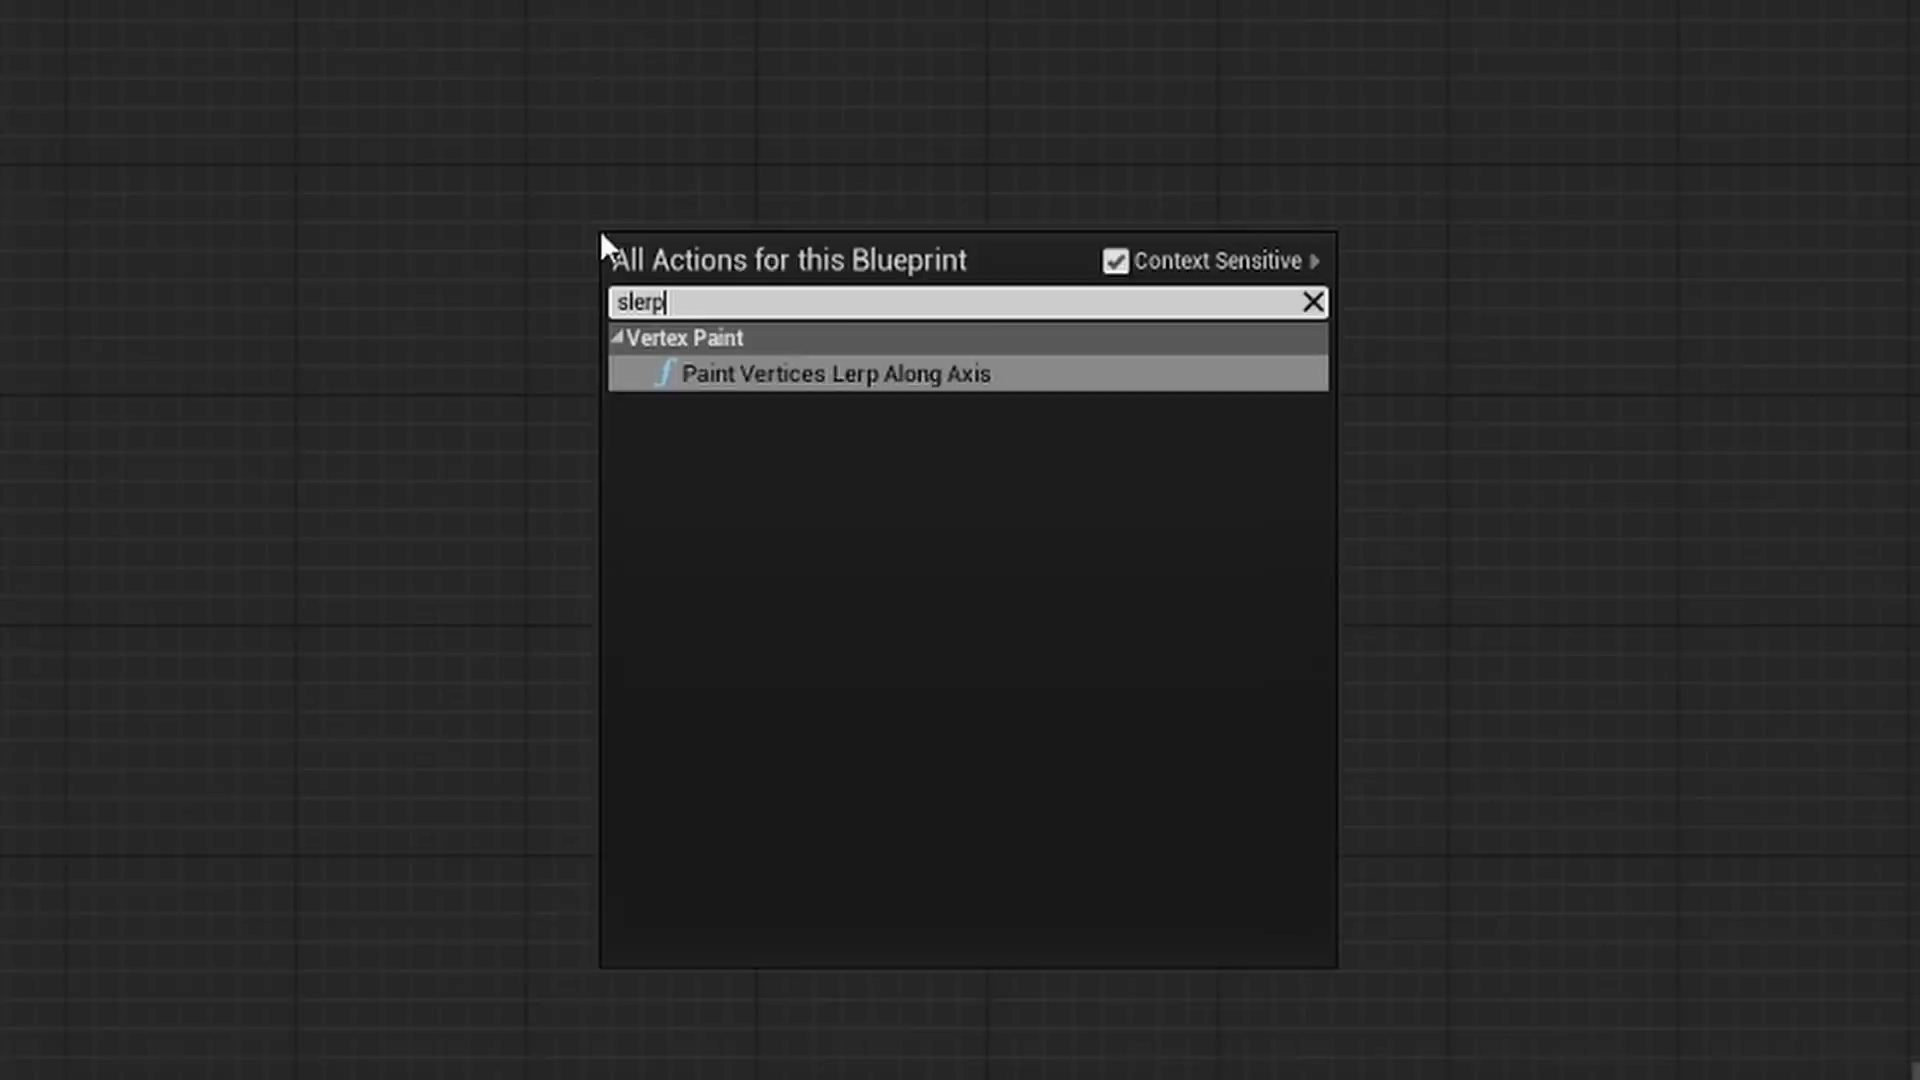 All Actions for this Blueprint
Context Sensitive
slerp
Vertex Paint
Paint Vertices Lerp Along Axis